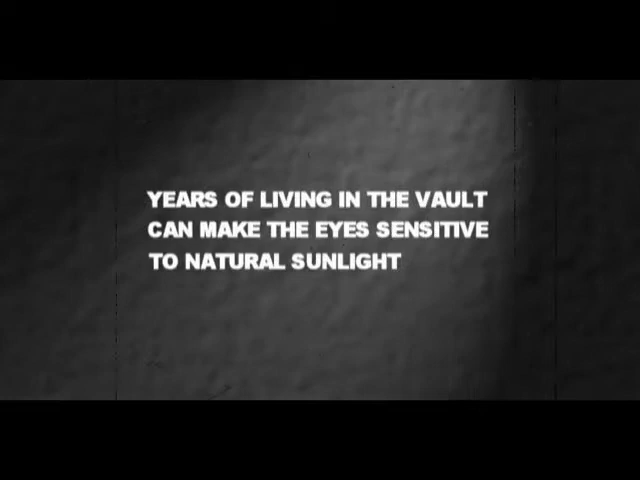 YEARS OF LIVING IN THE VAULT
CAN MAKE THE EYES SENSITIVE
TO NATURAL SUNLIGHT